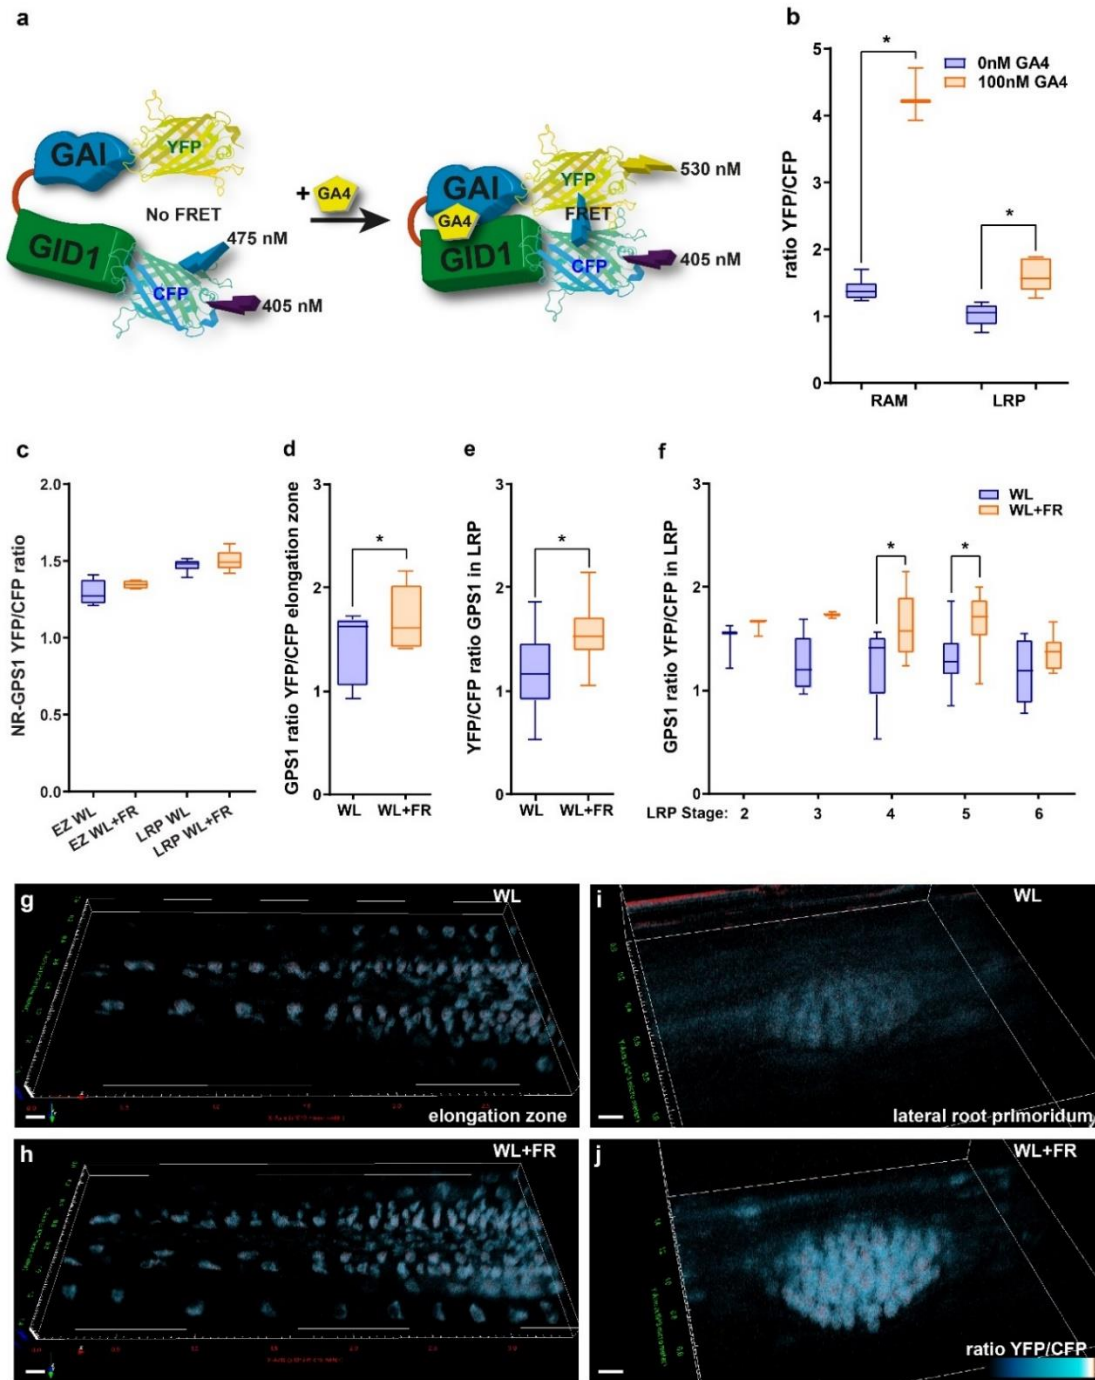 a
GAI
YFP
No FRET
GID1
475 nM
CFP
405 nM
+ GA4
GAI
YFP
530 nM
GA4
FRET
GID1
CFP
405 nM
b
ratio YFP/CFP
5
4
3
2
1
0
*
*
0nM GA4
100nM GA4
RAM LRP
c
NR-GPS1 YFP/CFP ratio
2.0
1.5
1.0
0.5
0.0
EZ WL
EZ WL+FR
LRP WL
LRP WL+FR
d
GPS1 ratio YFP/CFP elongation zone
3
2
1
0
*
WL WL+FR
e
YFP/CFP ratio GPS1 in LRP
3
2
1
0
*
WL WL+FR
f
GPS1 ratio YFP/CFP in LRP
3
2
1
0
*
*
WL
WL+FR
LRP Stage: 2 3 4 5 6
g
WL
elongation zone
h
WL+FR
i
WL
lateral root primoridum
j
WL+FR
ratio YFP/CFP